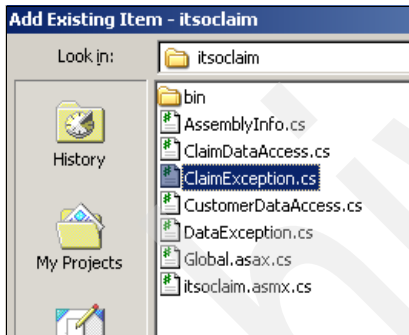 Add Existing Item - itsoclaim
Look in:
itsoclaim
History
My Projects
bin
AssemblyInfo.cs
ClaimDataAccess.cs
ClaimException.cs
CustomerDataAccess.cs
DataException.cs
Global.asax.cs
itsoclaim.asmx.cs